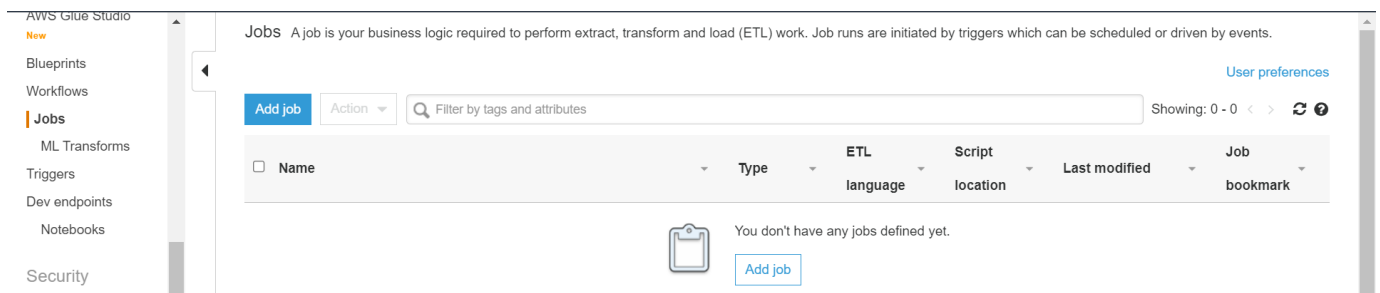 AWS Glue Studio
New
Blueprints
Workflows
Jobs
ML Transforms
Triggers
Dev endpoints
Notebooks
Security
Jobs A job is your business logic required to perform extract, transform and load (ETL) work. Job runs are initiated by triggers which can be scheduled or driven by events.
User preferences
Add job Action Filter by tags and attributes Showing: 0 - 0
Name Type ETL language Script location Last modified Job bookmark
You don't have any jobs defined yet.
Add job